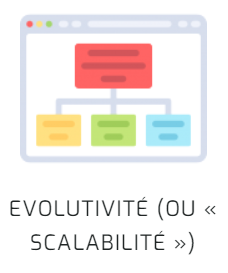 EVOLUTIVITÉ (OU «
SCALABILITÉ »)